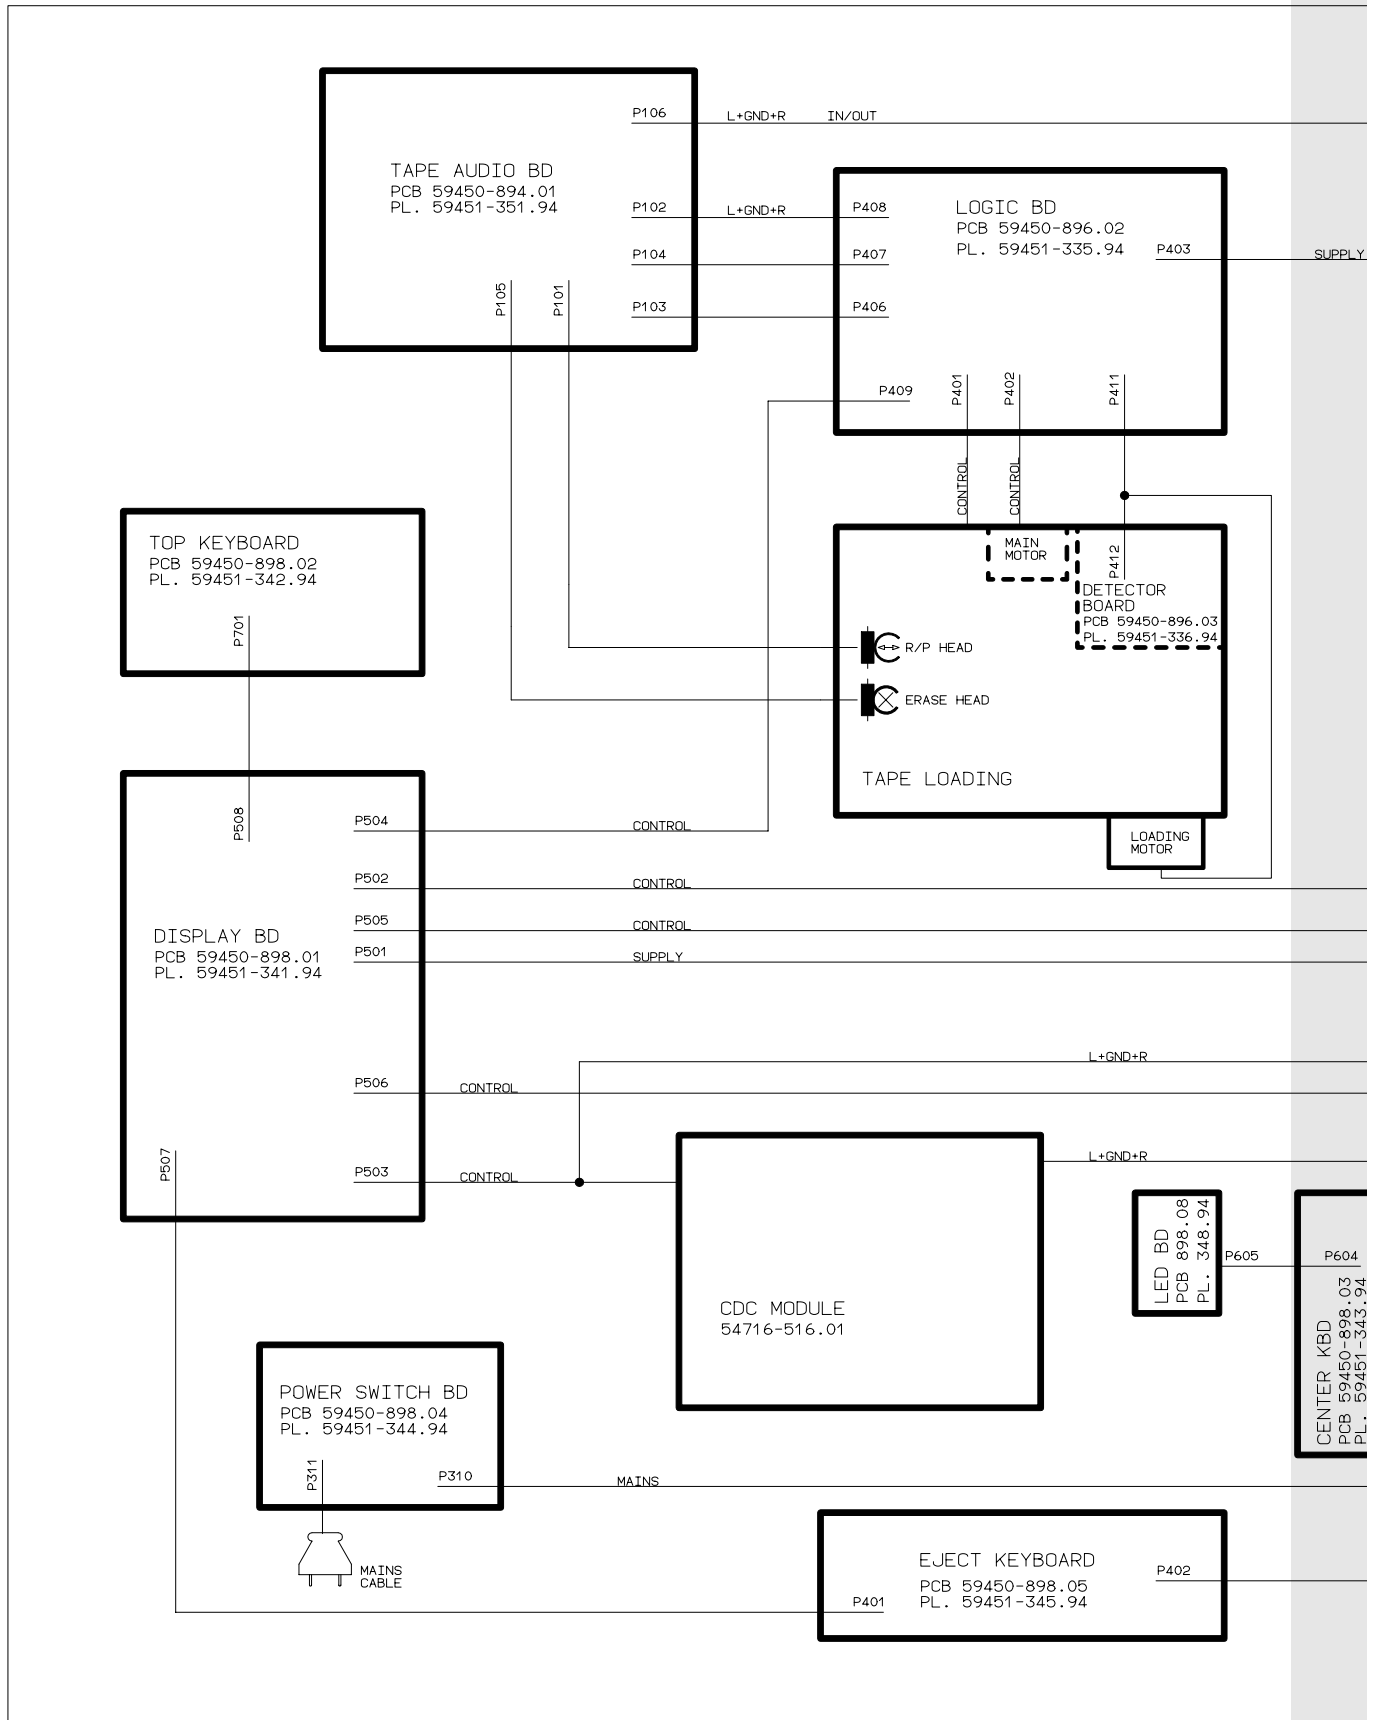 P106
L+GND+R
IN/OUT
TAPE AUDIO BD
PCB 59450-894.01
PL. 59451-351.94
P102
L+GND+R
P408
P104
P407
P103
P406
P105
P101
LOGIC BD
PCB 59450-896.02
PL. 59451-335.94
P403
SUPPLY
P409
P401
P402
P411
CONTROL
CONTROL
TOP KEYBOARD
PCB 59450-898.02
PL. 59451-342.94
P701
MAIN
MOTOR
P412
DETECTOR
BOARD
PCB 59450-896.03
PL. 59451-336.94
R/P HEAD
ERASE HEAD
TAPE LOADING
LOADING
MOTOR
P508
P504
CONTROL
P502
CONTROL
P505
CONTROL
P501
SUPPLY
DISPLAY BD
PCB 59450-898.01
PL. 59451-341.94
L+GND+R
P506
CONTROL
P507
P503
CONTROL
L+GND+R
CDC MODULE
54716-516.01
LED BD
PCB 898.08
PL. 348.94
P605
P604
CENTER KBD
PCB 59450-898.03
PL. 59451-343.94
POWER SWITCH BD
PCB 59450-898.04
PL. 59451-344.94
P311
P310
MAINS
MAINS
CABLE
EJECT KEYBOARD
PCB 59450-898.05
PL. 59451-345.94
P402
P401